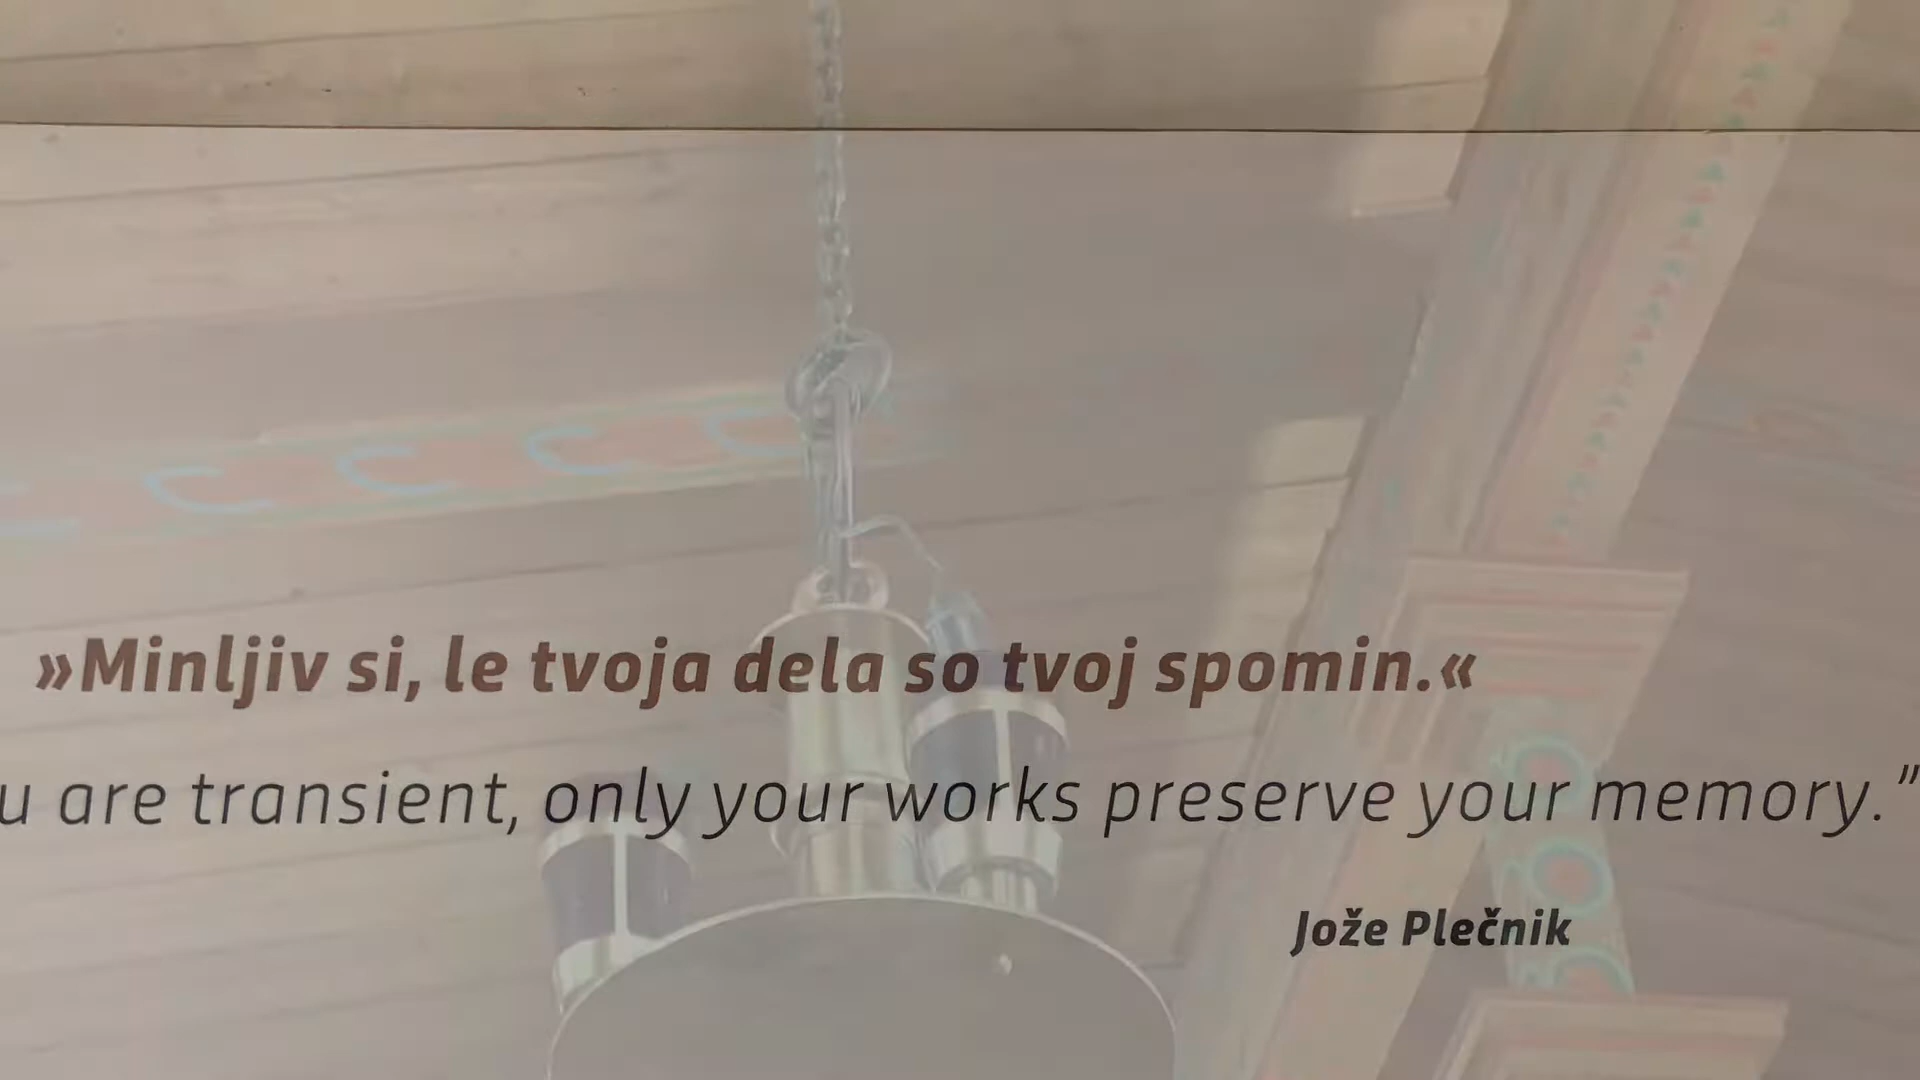 »Minljiv si, le tvoja dela so tvoj spomin.«
u are transient, only your works preserve your memory."
Jože Plečnik